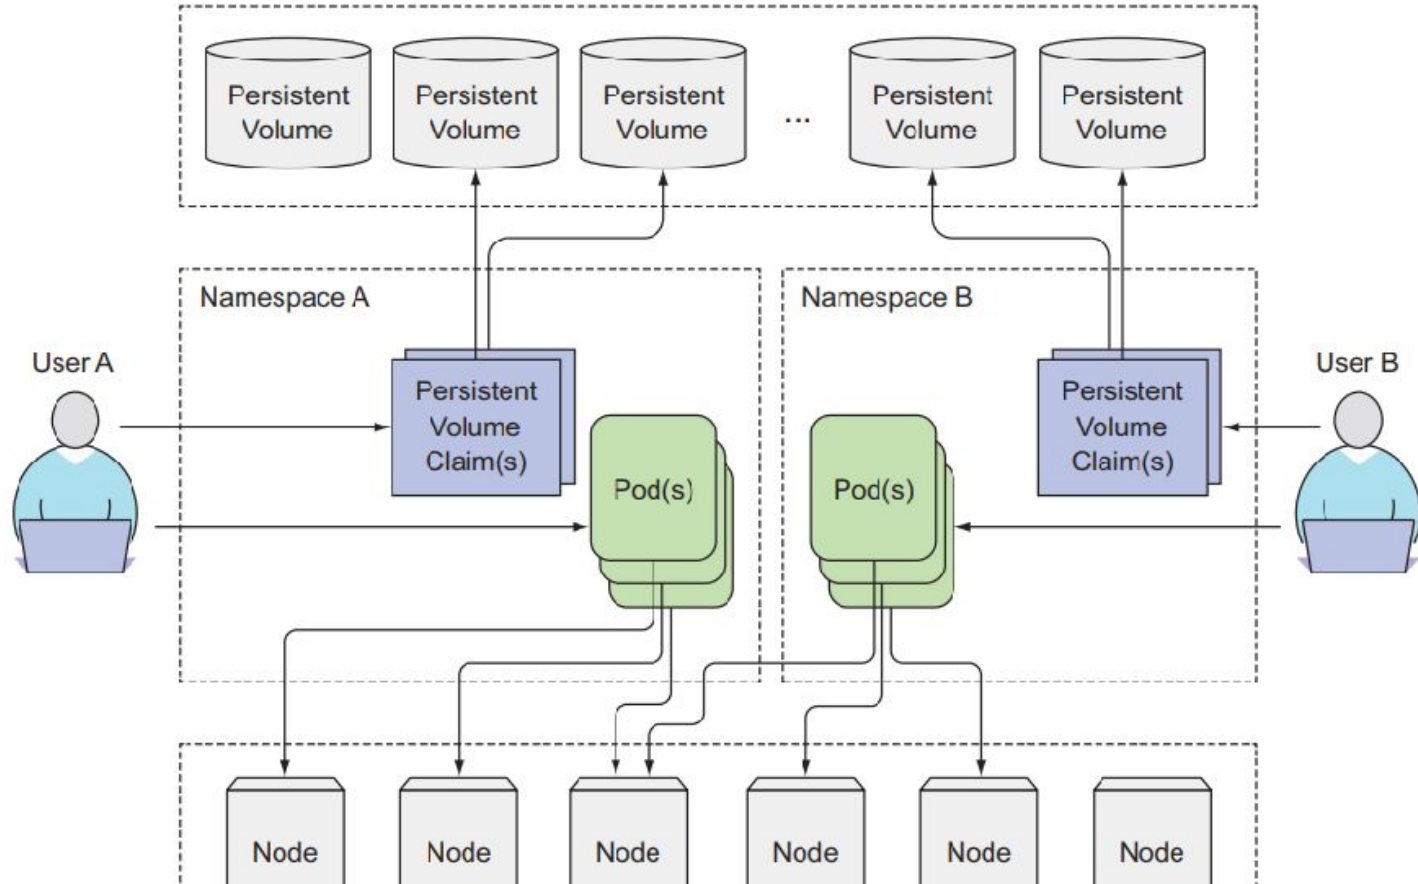 Persistent
Volume
Persistent
Volume
Persistent
Volume
...
Persistent
Volume
Persistent
Volume
Namespace A
Namespace B
User A
Persistent
Volume
Claim(s)
Pod(s)
Pod(s)
Persistent
Volume
Claim(s)
User B
Node
Node
Node
Node
Node
Node